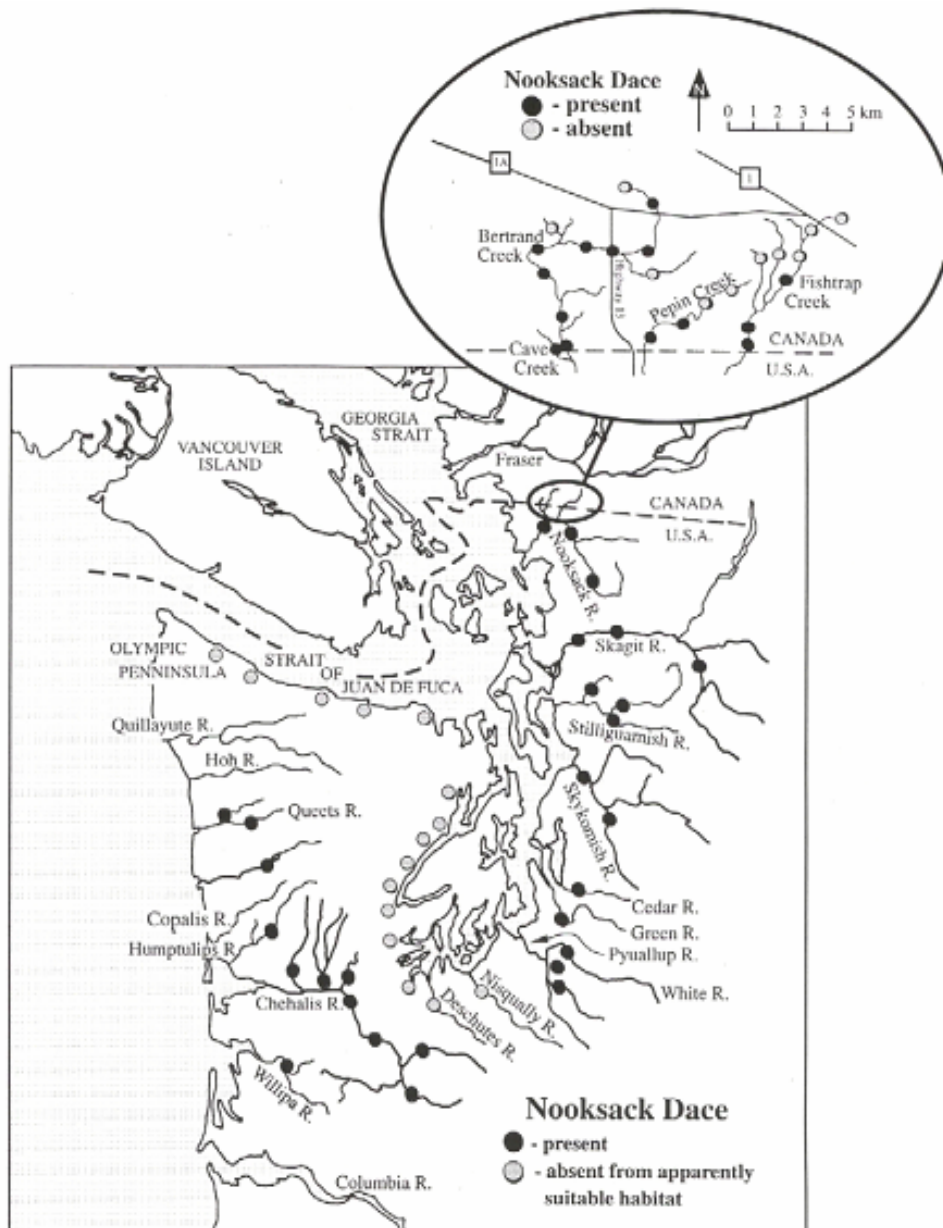 Nooksack Dace
- present
- absent
N
0 1 2 3 4 5 km
1A
1
Bertrand
Creek
Highway 13
Pepin Creek
Fishtrap
Creek
Cave
Creek
CANADA
U.S.A.
GEORGIA
STRAIT
VANCOUVER
ISLAND
Fraser
CANADA
U.S.A.
Nooksack R.
OLYMPIC
PENNINSULA
STRAIT
OF
JUAN DE FUCA
Skagit R.
Stilliguamish R.
Quillayute R.
Hoh R.
Queets R.
Skykomish R.
Copalis R.
Humptulips R.
Cedar R.
Green R.
Pyuallup R.
White R.
Chehalis R.
Nisqually R.
Deschutes R.
Willipa R.
Columbia R.
Nooksack Dace
- present
- absent from apparently
suitable habitat